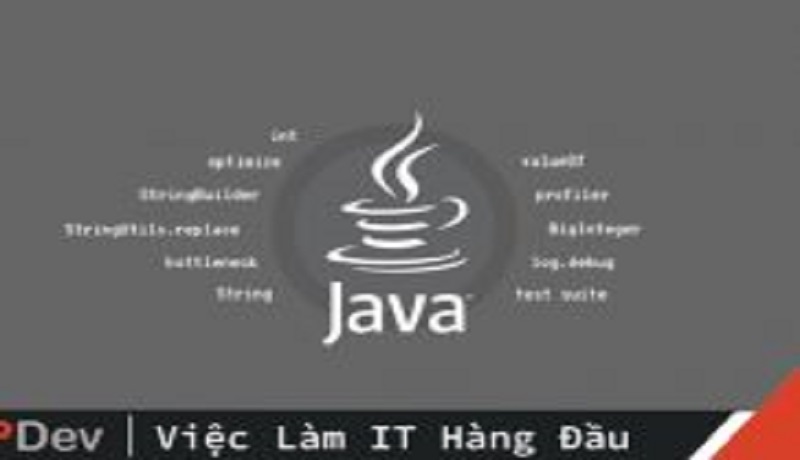 int
optimize
valueOf
StringBuilder
profiler
StringUtils.replace
BigInteger
bottleneck
log.debug
String
test suite
Java
PDev | Việc Làm IT Hàng Đầu